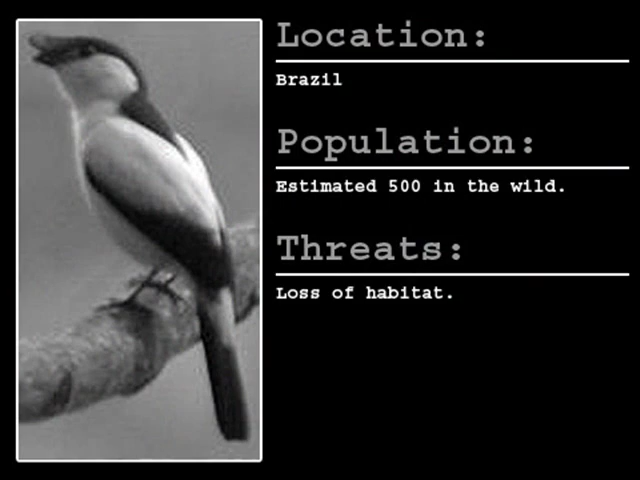 Location:
Brazil
Population:
Estimated 500 in the wild.
Threats:
Loss of habitat.